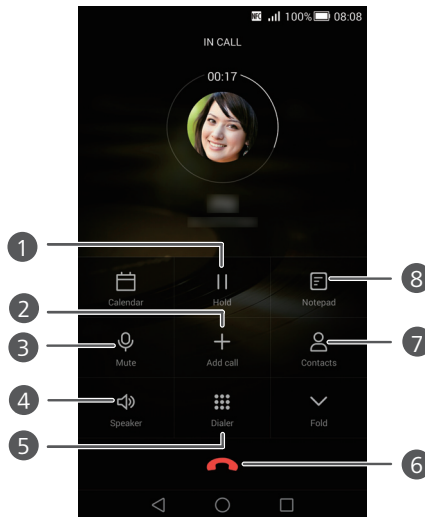 NFC 100% 08:08
IN CALL
00:17
1
Calendar Hold Notepad 8
2
3 Mute Add call Contacts 7
4 Speaker Dialer Fold
5
6